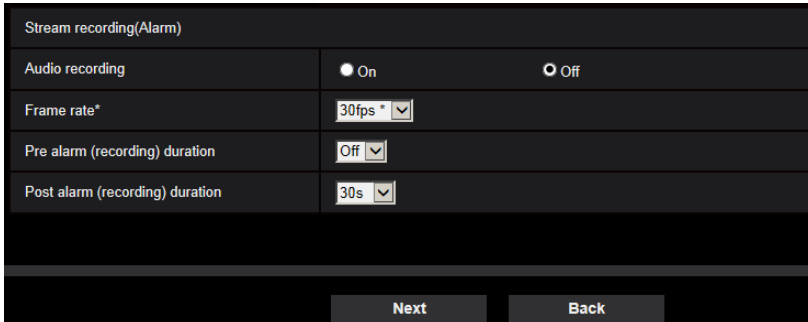 Stream recording(Alarm)
Audio recording On Off
Frame rate* 30fps *
Pre alarm (recording) duration Off
Post alarm (recording) duration 30s
Next Back